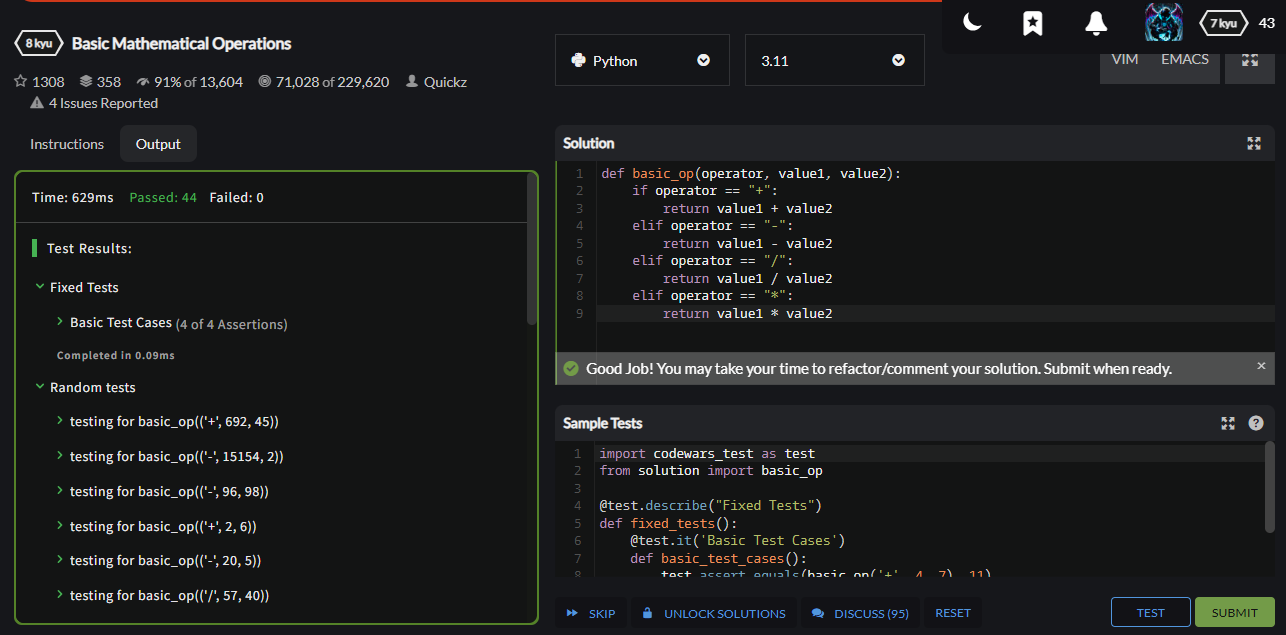 8 kyu Basic Mathematical Operations
1308 358 91% of 13,604 71,028 of 229,620 Quickz
4 Issues Reported
Instructions Output
Time: 629ms Passed: 44 Failed: 0
Test Results:
Fixed Tests
Basic Test Cases (4 of 4 Assertions)
Completed in 0.09ms
Random tests
testing for basic_op(('+', 692, 45))
testing for basic_op(('-', 15154, 2))
testing for basic_op(('-', 96, 98))
testing for basic_op(('+', 2, 6))
testing for basic_op(('-', 20, 5))
testing for basic_op(('/', 57, 40))
7 kyu 43
Python 3.11 VIM EMACS
Solution
1 def basic_op(operator, value1, value2):
2 if operator == "+":
3 return value1 + value2
4 elif operator == "-":
5 return value1 - value2
6 elif operator == "/":
7 return value1 / value2
8 elif operator == "*":
9 return value1 * value2
Good Job! You may take your time to refactor/comment your solution. Submit when ready. ×
Sample Tests ?
1 import codewars_test as test
2 from solution import basic_op
3
4 @test.describe("Fixed Tests")
5 def fixed_tests():
6 @test.it('Basic Test Cases')
7 def basic_test_cases():
8 test.assert_equals(basic_op('+', 4, 7), 11)
SKIP UNLOCK SOLUTIONS DISCUSS (95) RESET TEST SUBMIT